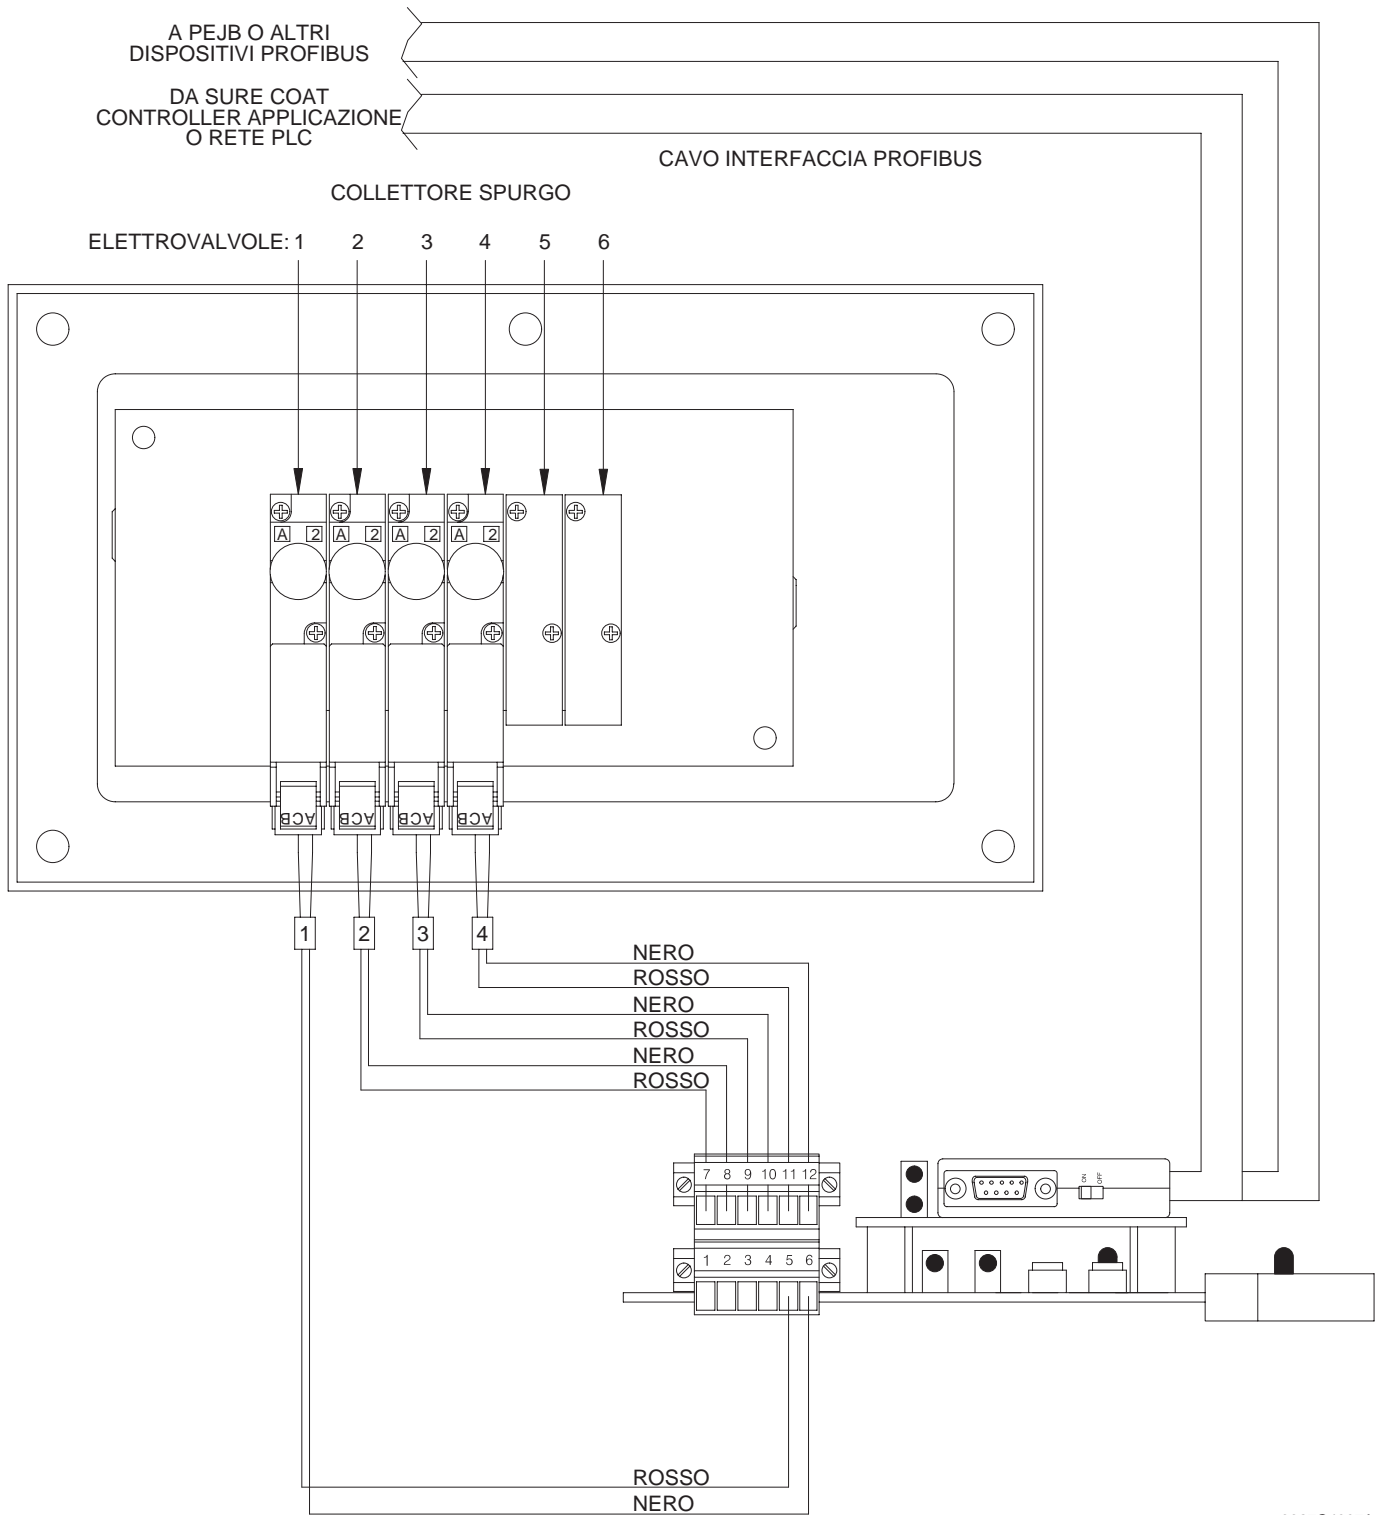 A PEJB O ALTRI
DISPOSITIVI PROFIBUS
DA SURE COAT
CONTROLLER APPLICAZIONE
O RETE PLC
CAVO INTERFACCIA PROFIBUS
COLLETTORE SPURGO
ELETTROVALVOLE: 1 2 3 4 5 6
A 2 A 2 A 2 A 2
ACB ACB ACB ACB
1 2 3 4
NERO
ROSSO
NERO
ROSSO
NERO
ROSSO
7 8 9 10 11 12
ON OFF
1 2 3 4 5 6
ROSSO
NERO